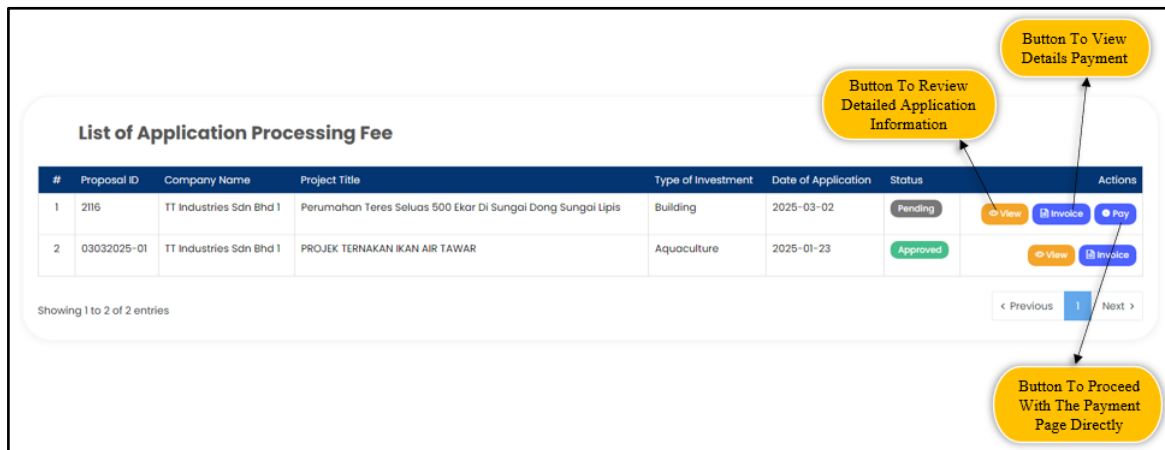 Button To View
Details Payment
Button To Review
Detailed Application
Information
List of Application Processing Fee
# Proposal ID Company Name Project Title Type of Investment Date of Application Status Actions
1 2116 TT Industries Sdn Bhd 1 Perumahan Teres Seluas 500 Ekar Di Sungai Dong Sungai Lipis Building 2025-03-02 Pending View Invoice Pay
2 03032025-01 TT Industries Sdn Bhd 1 PROJEK TERNAKAN IKAN AIR TAWAR Aquaculture 2025-01-23 Approved View Invoice
Showing 1 to 2 of 2 entries < Previous 1 Next >
Button To Proceed
With The Payment
Page Directly